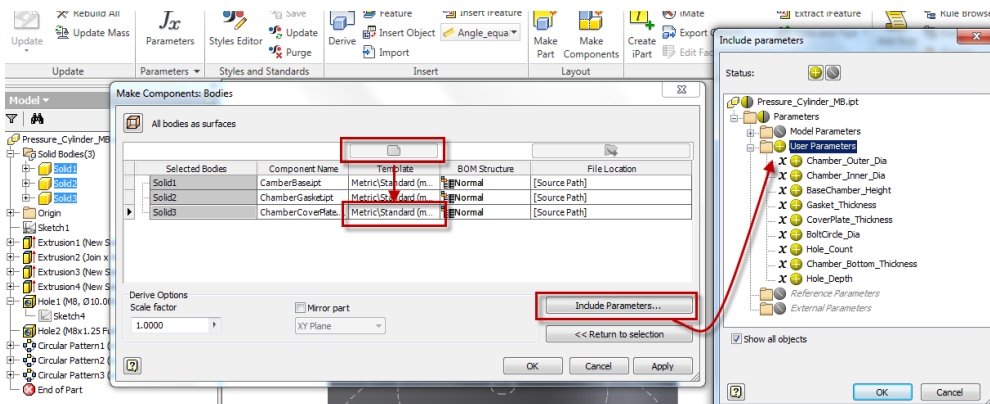 Rebuild All
Update Mass
Update
Parameters
Styles Editor
Save
Update
Purge
Derive
Feature
Insert Object
Import
Insert iFeature
Angle_equa
Make Part
Make Components
Create iPart
iMate
Export
Edit Fac
Extract iFeature
Rule Browse
Update
Parameters
Styles and Standards
Insert
Layout
Model
Pressure_Cylinder_MB
Solid Bodies(3)
Solid1
Solid2
Solid3
Origin
Sketch1
Extrusion1 (New S
Extrusion2 (Join x
Extrusion3 (New S
Extrusion4 (New S
Hole1 (M8, Ø10.00
Sketch4
Hole2 (M8x1.25 Fu
Circular Pattern1 (
Circular Pattern2 (
Circular Pattern3 (
End of Part
Make Components: Bodies
All bodies as surfaces
Selected Bodies Component Name Template BOM Structure File Location
Solid1 CamberBase.ipt Metric\Standard (m... Normal [Source Path]
Solid2 ChamberGasket.ipt Metric\Standard (m... Normal [Source Path]
Solid3 ChamberCoverPlate... Metric\Standard (m... Normal [Source Path]
Derive Options
Scale factor
Mirror part
1.0000
XY Plane
Include Parameters...
<< Return to selection
OK Cancel Apply
Include parameters
Status:
Pressure_Cylinder_MB.ipt
Parameters
Model Parameters
User Parameters
x Chamber_Outer_Dia
x Chamber_Inner_Dia
x BaseChamber_Height
x Gasket_Thickness
x CoverPlate_Thickness
x BoltCircle_Dia
x Hole_Count
x Chamber_Bottom_Thickness
x Hole_Depth
Reference Parameters
External Parameters
Show all objects
OK Cancel